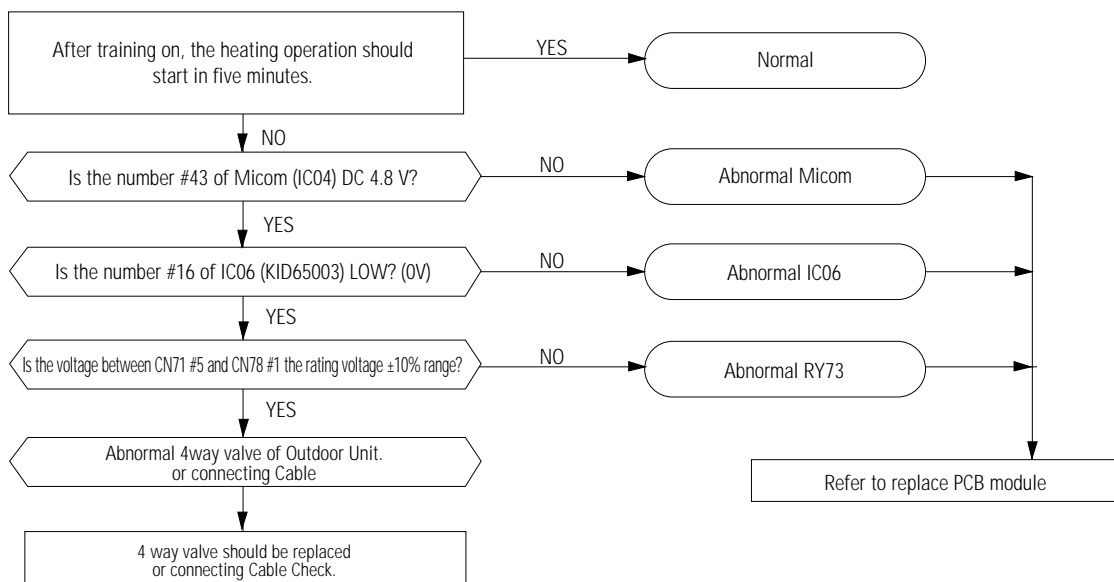 After training on, the heating operation should
start in five minutes.
YES
Normal
NO
Is the number #43 of Micom (IC04) DC 4.8 V?
NO
Abnormal Micom
YES
Is the number #16 of IC06 (KID65003) LOW? (0V)
NO
Abnormal IC06
YES
Is the voltage between CN71 #5 and CN78 #1 the rating voltage ±10% range?
NO
Abnormal RY73
YES
Abnormal 4way valve of Outdoor Unit.
or connecting Cable
Refer to replace PCB module
4 way valve should be replaced
or connecting Cable Check.